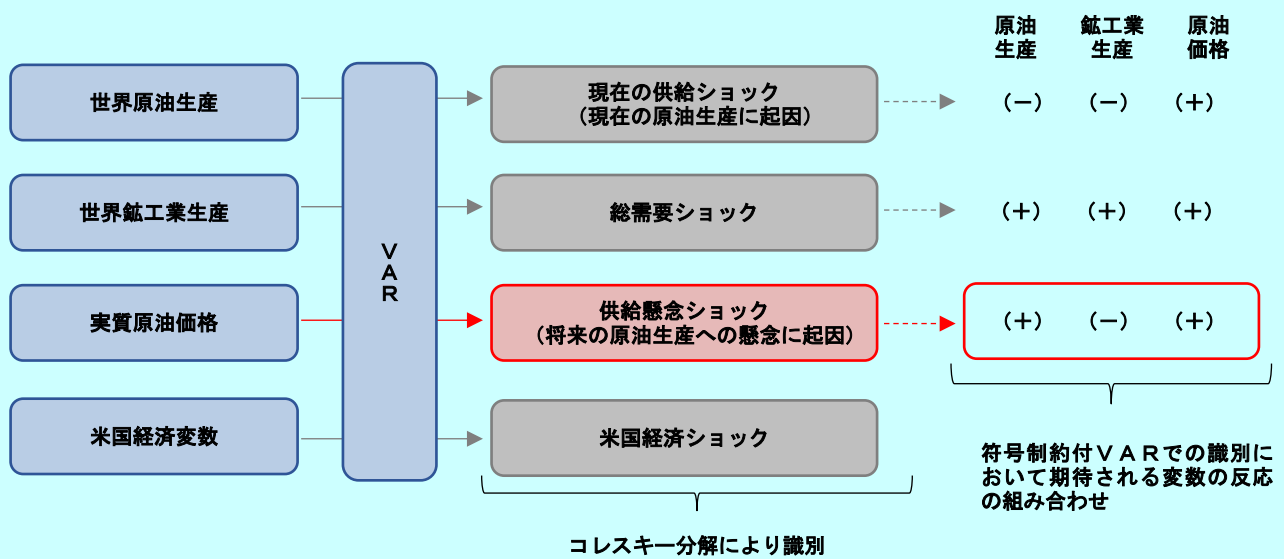 原油
生産
鉱工業
生産
原油
価格
世界原油生産
現在の供給ショック
（現在の原油生産に起因）
（－）
（－）
（＋）
世界鉱工業生産
総需要ショック
（＋）
（＋）
（＋）
ＶＡＲ
実質原油価格
供給懸念ショック
（将来の原油生産への懸念に起因）
（＋）
（－）
（＋）
米国経済変数
米国経済ショック
符号制約付ＶＡＲでの識別に
おいて期待される変数の反応
の組み合わせ
コレスキー分解により識別